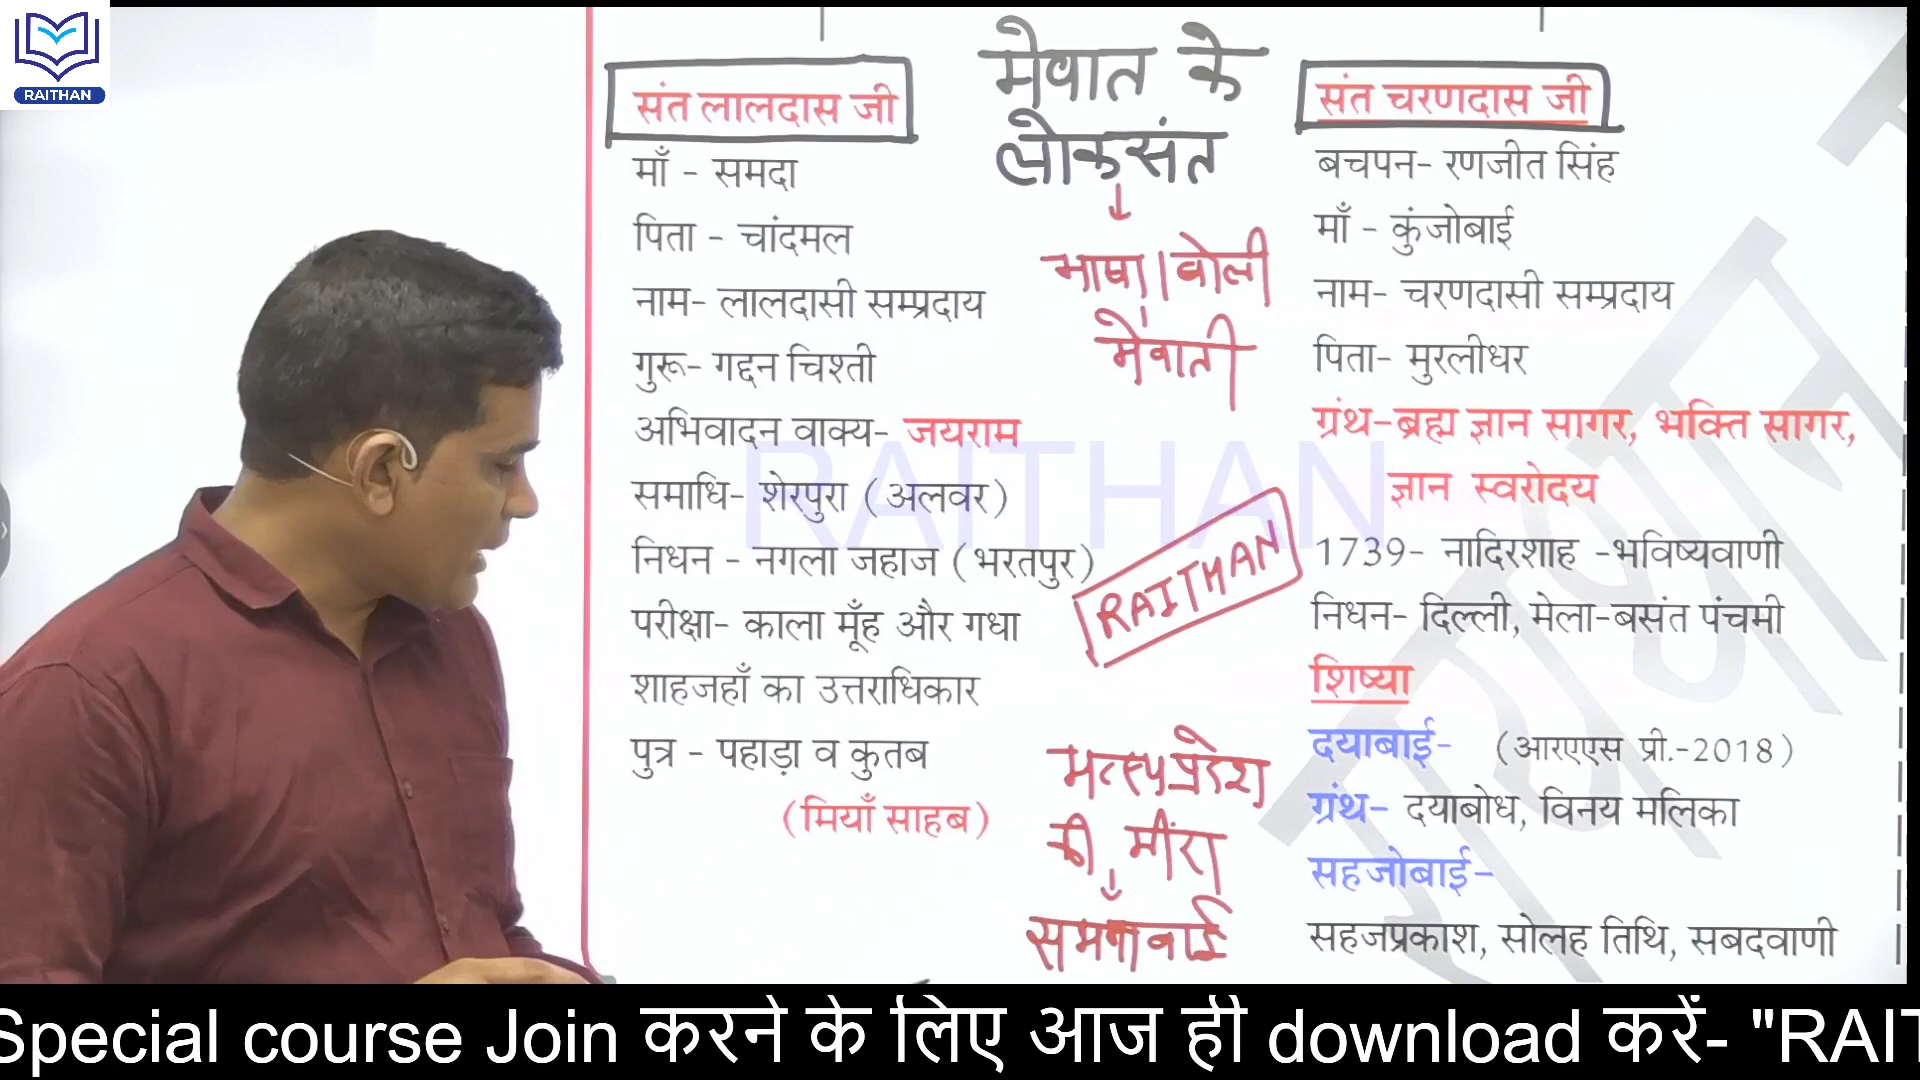 RAITHAN
मेवात के
लोकसंत
भाषा।बोली
मेवाती
संत लालदास जी
माँ - समदा
पिता - चांदमल
नाम- लालदासी सम्प्रदाय
गुरू- गद्दन चिश्ती
अभिवादन वाक्य- जयराम
समाधि- शेरपुरा (अलवर)
निधन - नगला जहाज (भरतपुर)
परीक्षा- काला मूँह और गधा
शाहजहाँ का उत्तराधिकार
पुत्र - पहाड़ा व कुतब
(मियाँ साहब)
RAITHAN
RAITHAN
मत्स्यप्रदेश
की मींरा
संत चरणदास जी
बचपन- रणजीत सिंह
माँ - कुंजोबाई
नाम- चरणदासी सम्प्रदाय
पिता- मुरलीधर
ग्रंथ-ब्रह्म ज्ञान सागर, भक्ति सागर,
ज्ञान स्वरोदय
1739- नादिरशाह -भविष्यवाणी
निधन- दिल्ली, मेला-बसंत पंचमी
शिष्या
दयाबाई- (आरएएस प्री.-2018)
ग्रंथ- दयाबोध, विनय मलिका
सहजोबाई-
सहजप्रकाश, सोलह तिथि, सबदवाणी
रायथान
Special course Join करने के लिए आज ही download करें- "RAIT